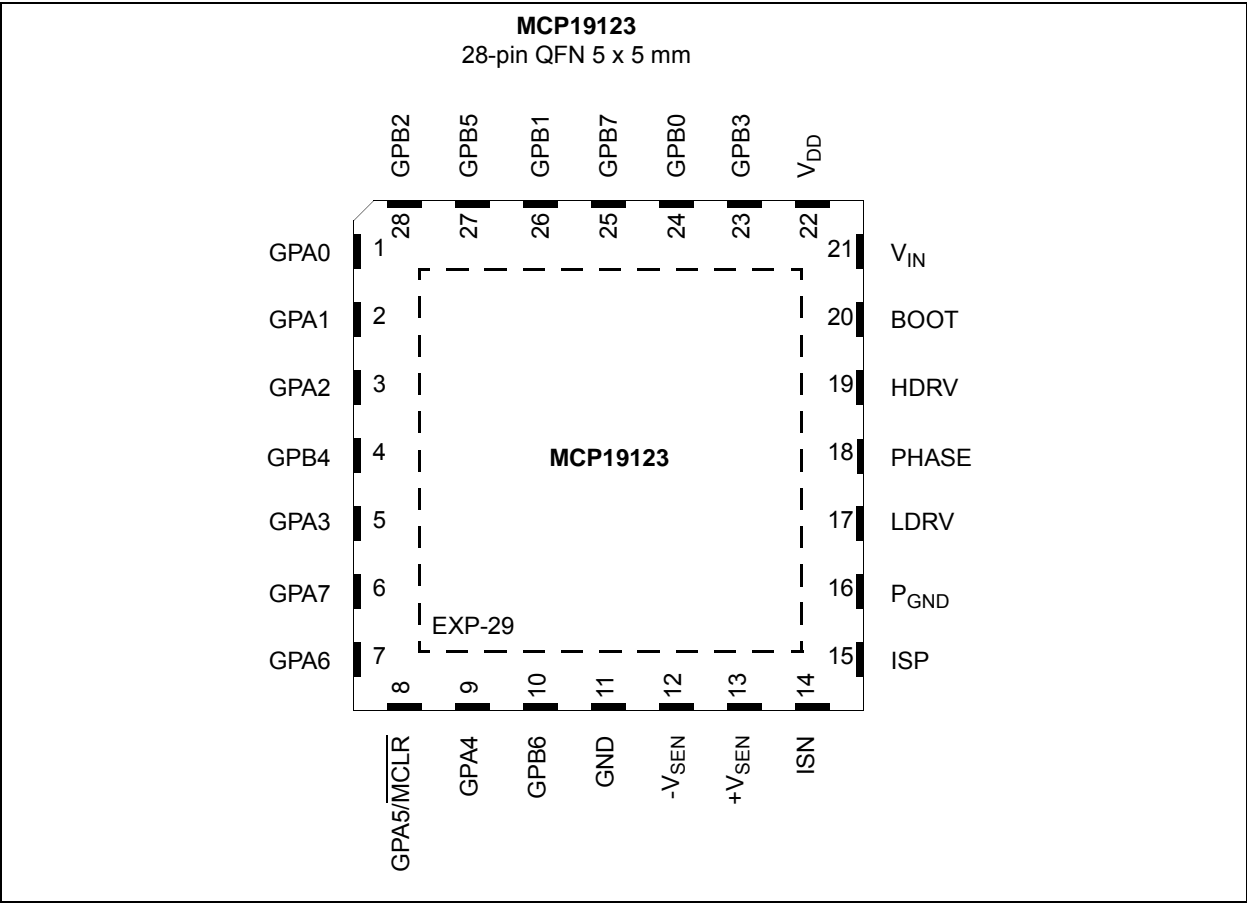 MCP19123
28-pin QFN 5 x 5 mm
GPB2
GPB5
GPB1
GPB7
GPB0
GPB3
VDD
28
27
26
25
24
23
22
GPA0
1
21
VIN
GPA1
2
20
BOOT
GPA2
3
19
HDRV
GPB4
4
MCP19123
18
PHASE
GPA3
5
17
LDRV
GPA7
6
16
PGND
EXP-29
GPA6
7
15
ISP
8
9
10
11
12
13
14
GPA5/MCLR
GPA4
GPB6
GND
-VSEN
+VSEN
ISN